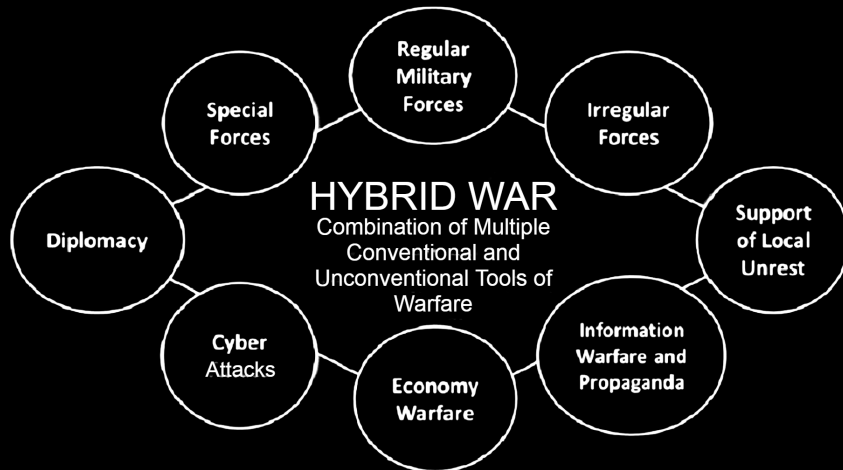 Regular
Military
Forces
Special
Forces
Irregular
Forces
HYBRID WAR
Combination of Multiple
Conventional and
Unconventional Tools of
Warfare
Diplomacy
Support
of Local
Unrest
Cyber
Attacks
Information
Warfare and
Propaganda
Economy
Warfare